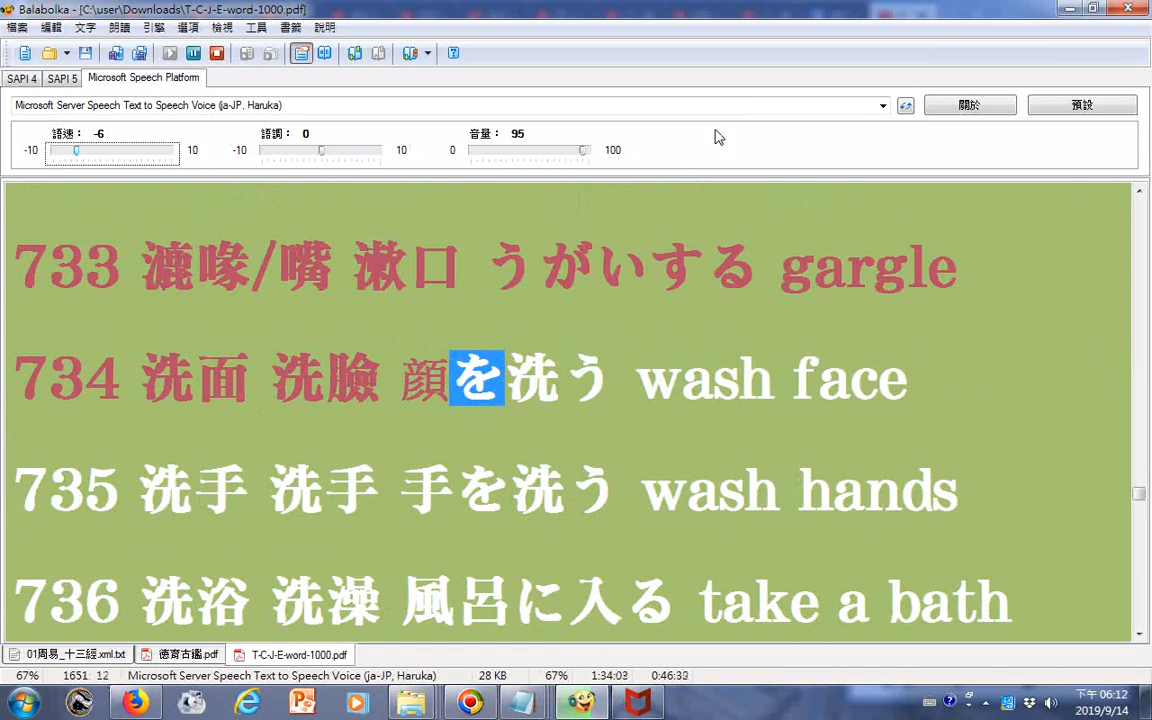 Balabolka - [C:\user\Downloads\T-C-J-E-word-1000.pdf]
檔案 編輯 文字 朗讀 引擎 選項 檢視 工具 書籤 說明
SAPI 4 SAPI 5 Microsoft Speech Platform
Microsoft Server Speech Text to Speech Voice (ja-JP, Haruka) 關於 預設
語速： -6 語調： 0 音量： 95
-10 10 -10 10 0 100
733 漉喙/嘴 漱口 うがいする gargle
734 洗面 洗臉 顔を洗う wash face
735 洗手 洗手 手を洗う wash hands
736 洗浴 洗澡 風呂に入る take a bath
01周易_十三經.xml.txt 德育古鑑.pdf T-C-J-E-word-1000.pdf
67% 1651: 12 Microsoft Server Speech Text to Speech Voice (ja-JP, Haruka) 28 KB 67% 1:34:03 0:46:33
下午 06:12
2019/9/14